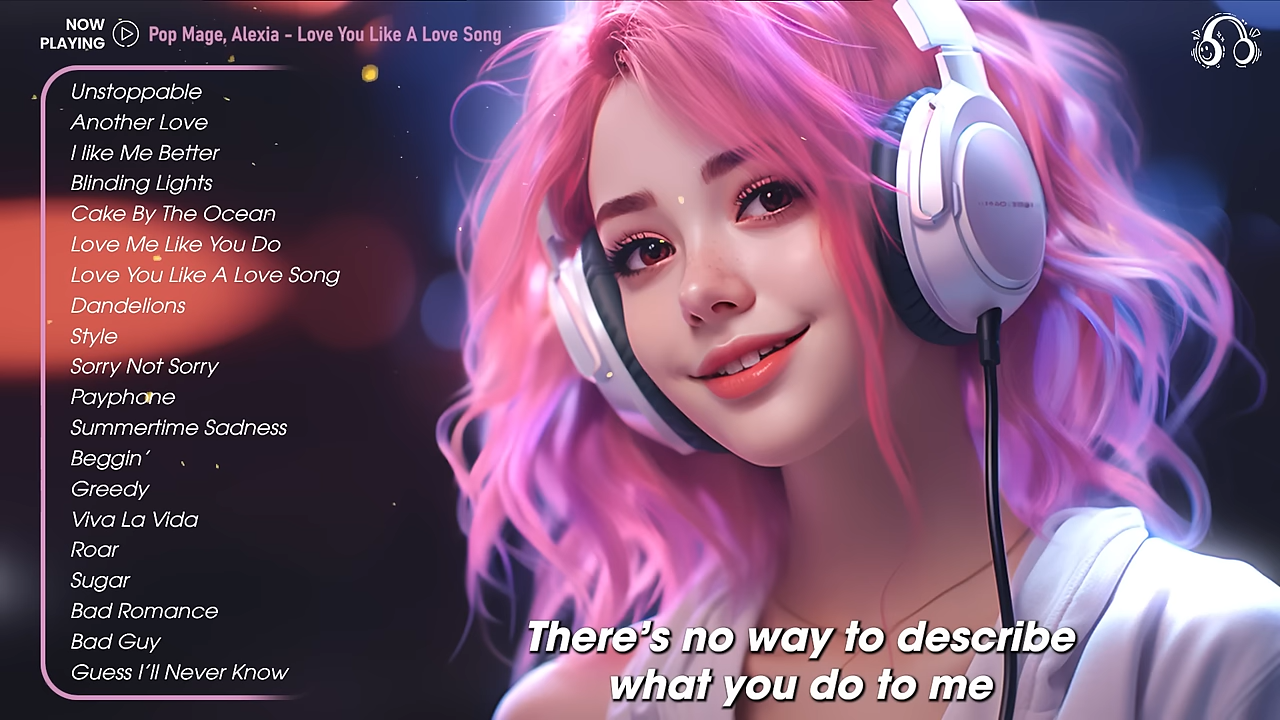 NOW
PLAYING
Pop Mage, Alexia - Love You Like A Love Song
Unstoppable
Another Love
I like Me Better
Blinding Lights
Cake By The Ocean
Love Me Like You Do
Love You Like A Love Song
Dandelions
Style
Sorry Not Sorry
Payphone
Summertime Sadness
Beggin'
Greedy
Viva La Vida
Roar
Sugar
Bad Romance
Bad Guy
Guess I'll Never Know
There's no way to describe
what you do to me